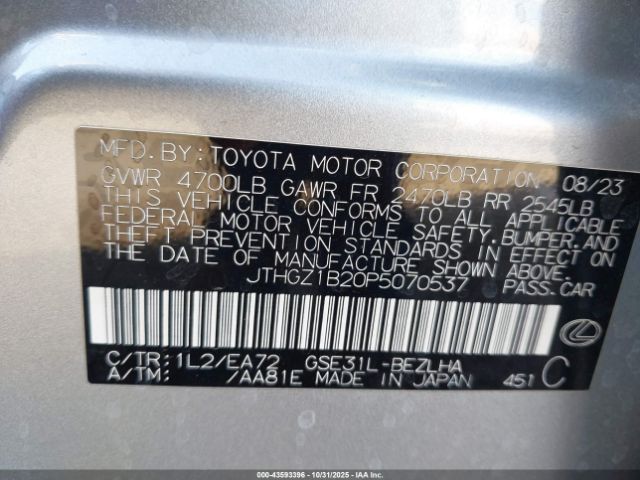 MFD. BY: TOYOTA MOTOR CORPORATION 08/23
GVWR 4700LB GAWR FR 2470LB RR 2545LB
THIS VEHICLE CONFORMS TO ALL APPLICABLE
FEDERAL MOTOR VEHICLE SAFETY, BUMPER, AND
THEFT PREVENTION STANDARDS IN EFFECT ON
THE DATE OF MANUFACTURE SHOWN ABOVE.
JTHGZ1B20P5070537 PASS.CAR
C/TR: 1L2/EA72 GSE31L-BEZLHA
A/TM: /AA81E MADE IN JAPAN 451 C
000-43593396 • 10/31/2025 • IAAI.COM